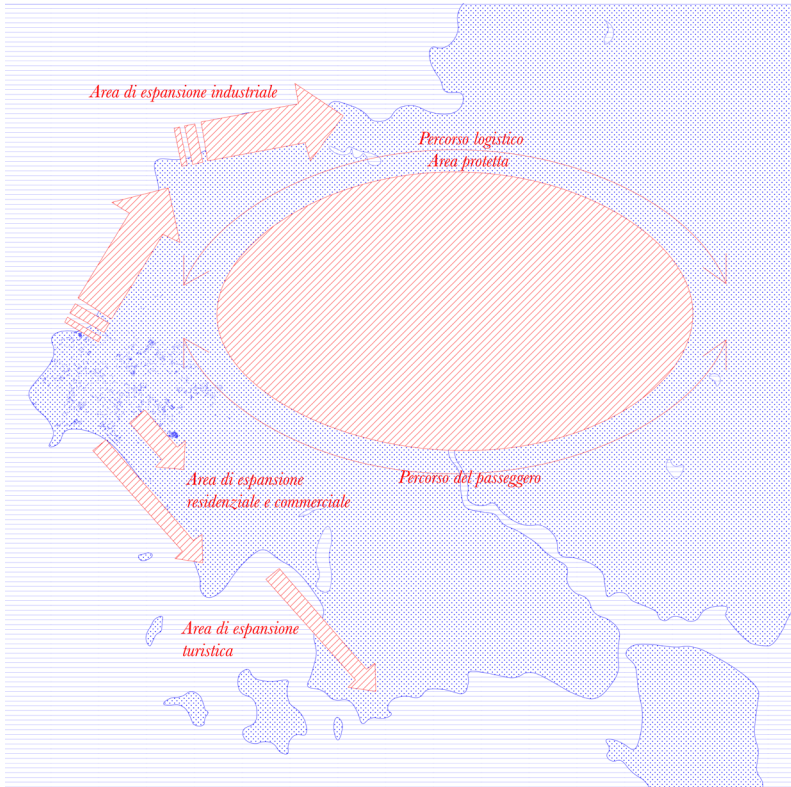 Area di espansione industriale
Percorso logistico
Area protetta
Area di espansione
residenziale e commerciale
Percorso del passeggero
Area di espansione
turistica